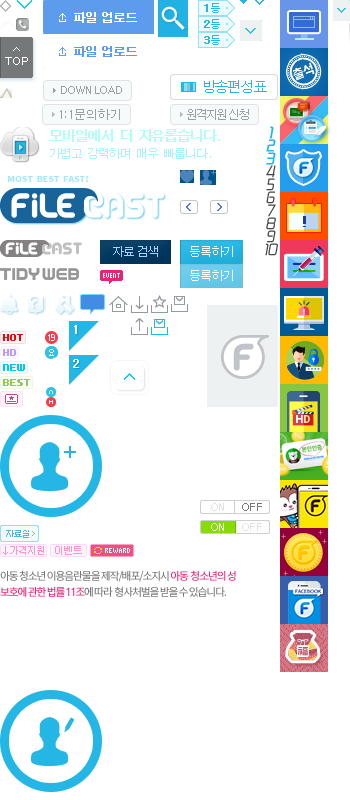 파일 업로드
1등
2등
3등
파일 업로드
TOP
DOWN LOAD
방송편성표
1:1문의하기
원격지원신청
모바일에서 더 자유롭습니다.
가볍고 강력하며 매우 빠릅니다.
MOST BEST FAST!
FiLECAST
FiLECAST
TIDYWEB
자료 검색
등록하기
등록하기
EVENT
1
2
3
4
5
6
7
8
9
10
출석
HOT
19
1
HD
NEW
2
BEST
N
H
HD
본인인증
F
FACEBOOK
福
ON OFF
ON OFF
자료실
↓가격지원 이벤트 REWARD
아동 청소년 이용음란물을 제작/배포/소지시 아동 청소년의 성
보호에 관한 법률 11조에 따라 형사처벌을 받을 수 있습니다.